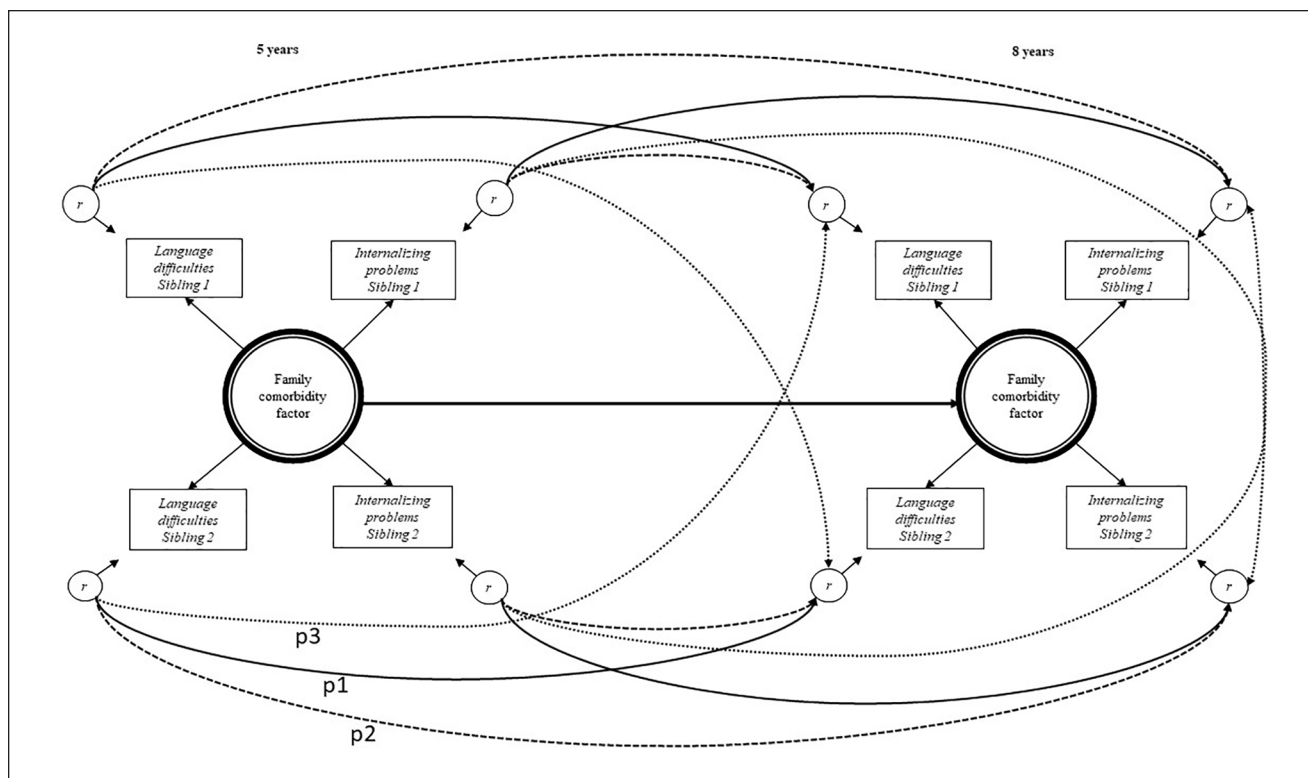 5 years
8 years
r
r
r
r
Language
difficulties
Sibling 1
Internalizing
problems
Sibling 1
Language
difficulties
Sibling 1
Internalizing
problems
Sibling 1
Family
comorbidity
factor
Family
comorbidity
factor
Language
difficulties
Sibling 2
Internalizing
problems
Sibling 2
Language
difficulties
Sibling 2
Internalizing
problems
Sibling 2
r
r
r
r
p3
p1
p2